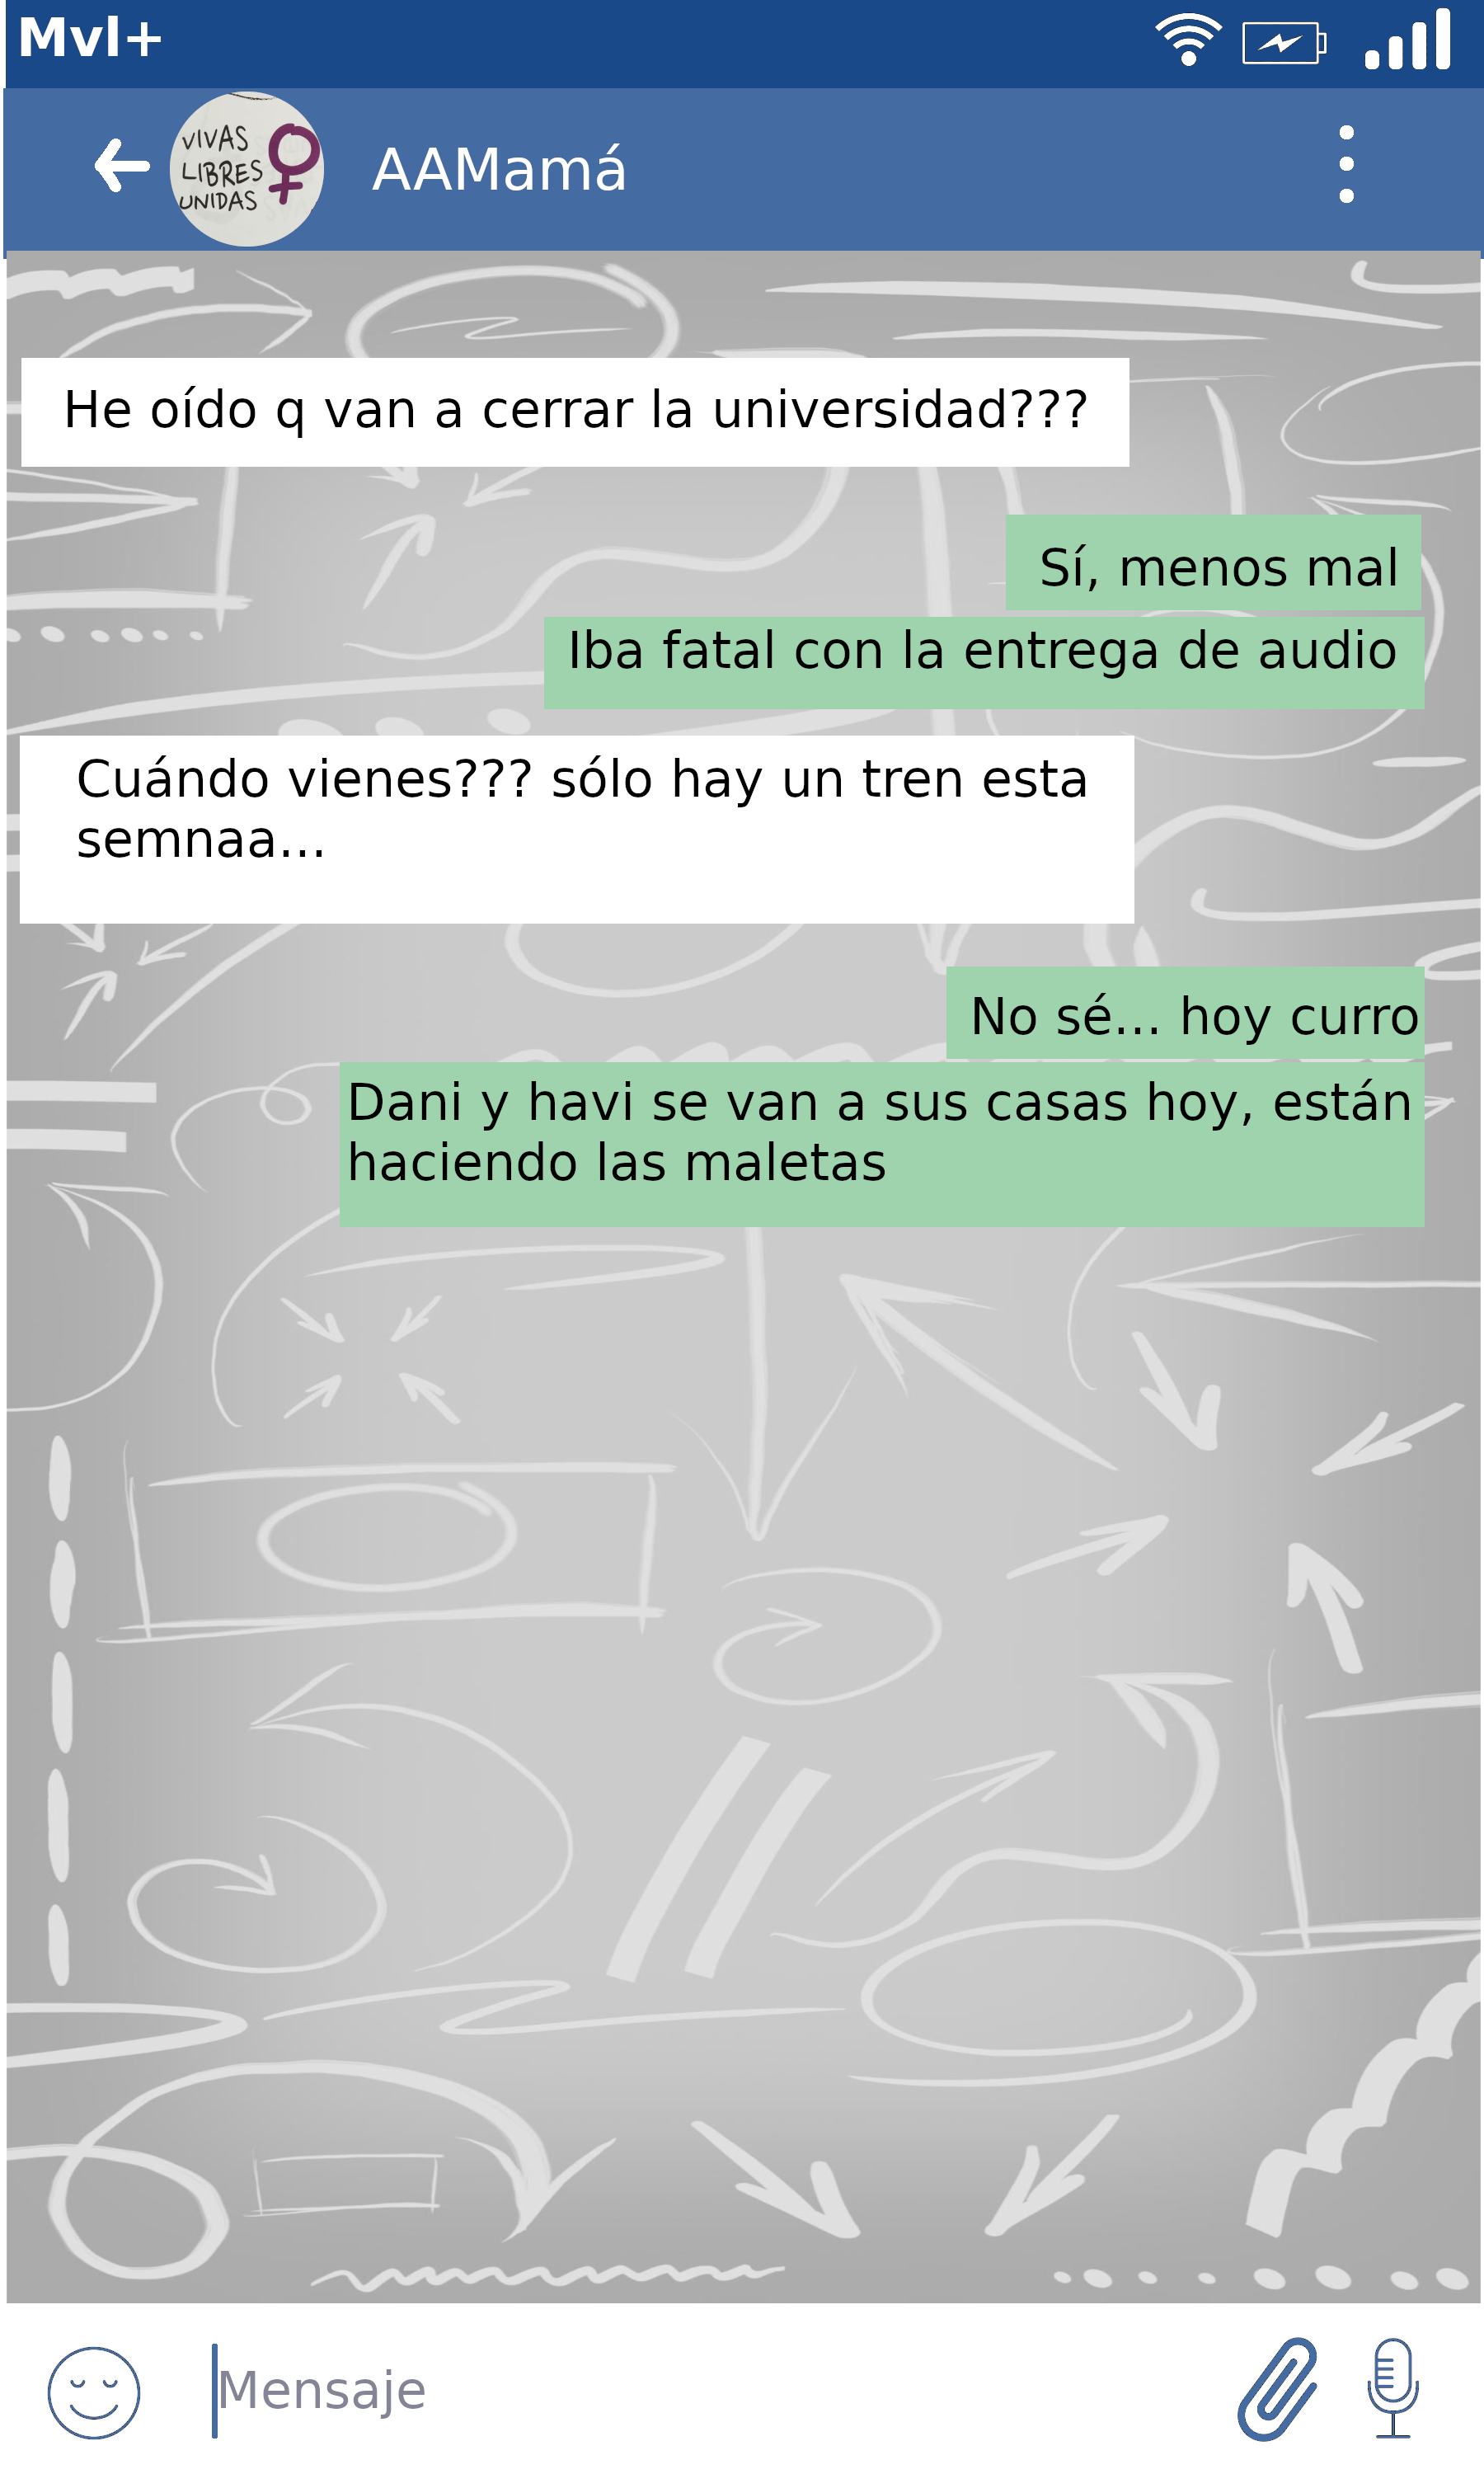 Mvl+
VIVAS
LIBRES
UNIDAS
AAMamá
He oído q van a cerrar la universidad???
Sí, menos mal
Iba fatal con la entrega de audio
Cuándo vienes??? sólo hay un tren esta
semnaa...
No sé... hoy curro
Dani y havi se van a sus casas hoy, están
haciendo las maletas
Mensaje